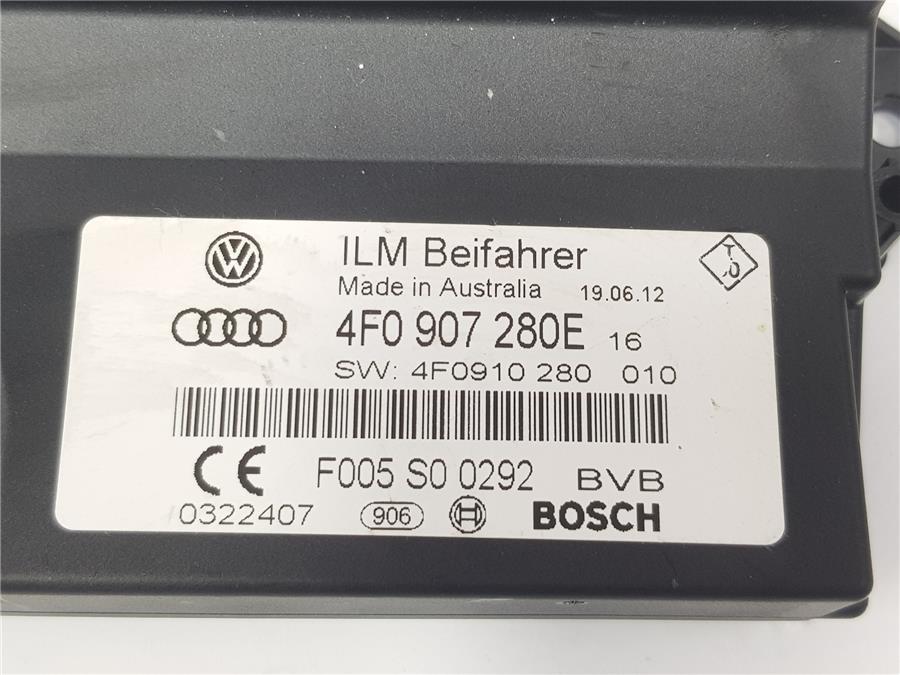 ILM Beifahrer
Made in Australia 19.06.12
4F0 907 280E 16
SW: 4F0910 280 010
CE F005 S0 0292 BVB
0322407 906 BOSCH